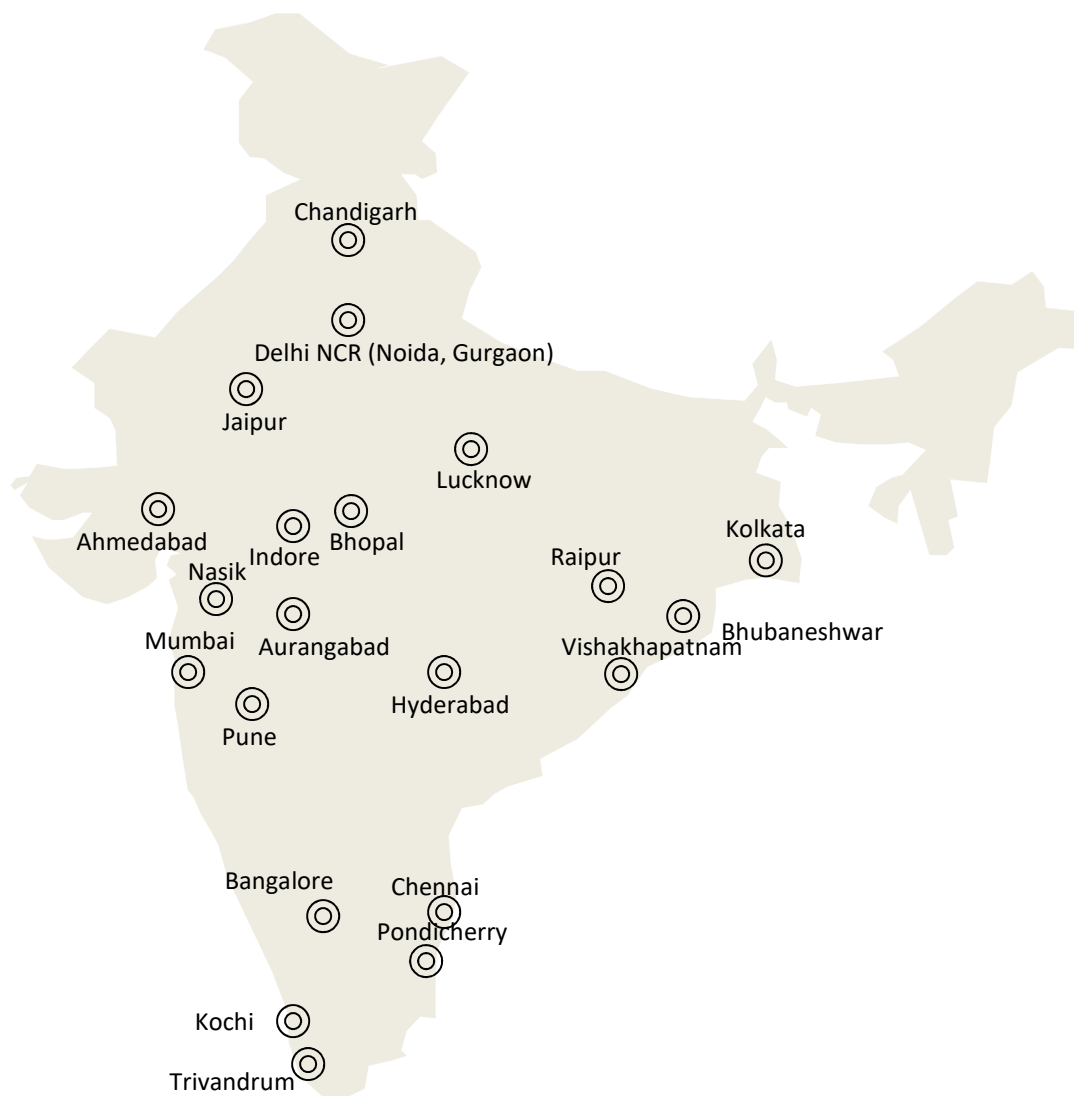 Chandigarh
Delhi NCR (Noida, Gurgaon)
Jaipur
Lucknow
Ahmedabad
Indore
Bhopal
Kolkata
Raipur
Nasik
Bhubaneshwar
Mumbai
Aurangabad
Vishakhapatnam
Hyderabad
Pune
Bangalore
Chennai
Pondicherry
Kochi
Trivandrum